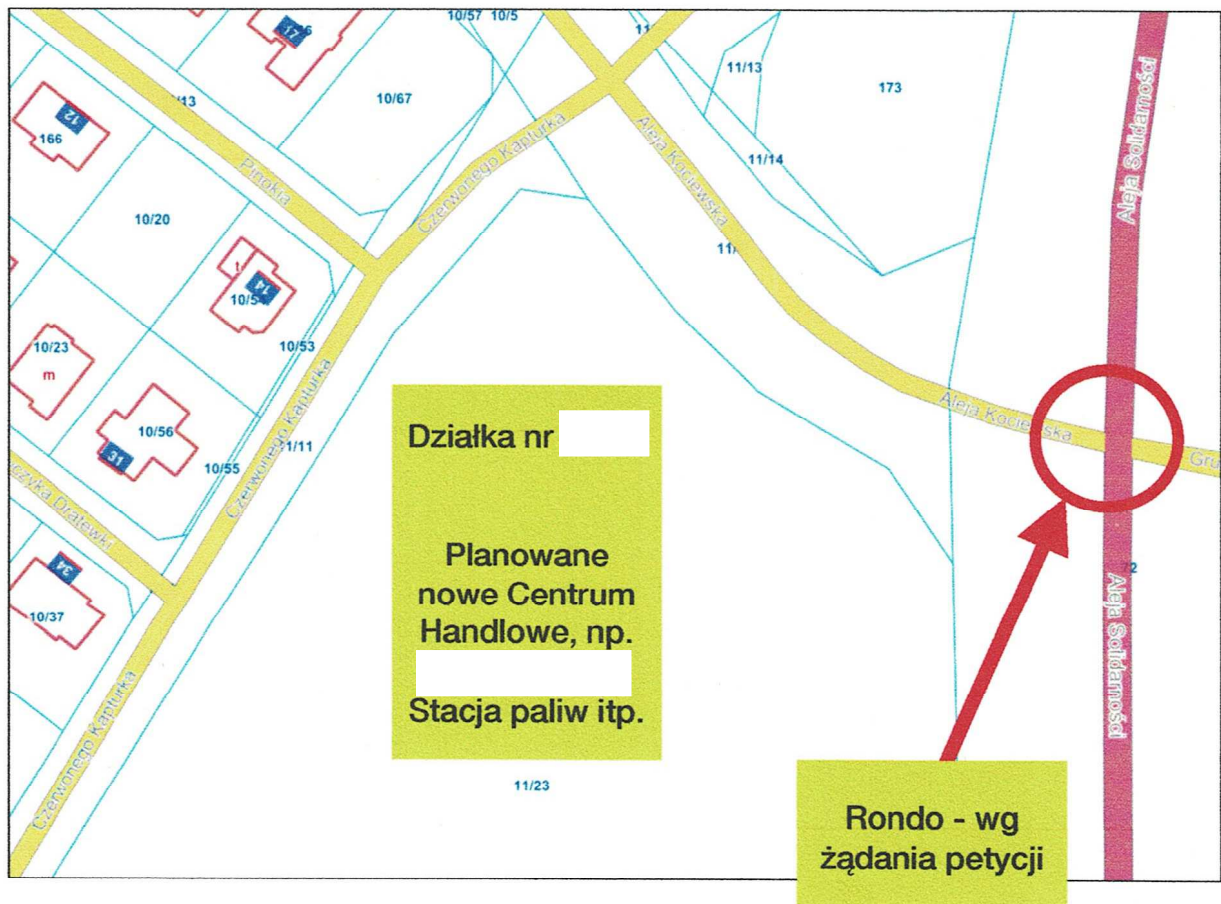 10/57
10/5
17
11/13
173
10/67
12
166
Pinokia
Czerwonego Kapturka
Aleja Kociewska
11/14
Aleja Solidarności
10/20
t
14
10/54
10/53
10/23
m
10/56
31
10/55
Czerwonego Kapturka
Aleja Kociewska
Działka nr
Planowane
nowe Centrum
Handlowe, np.
Stacja paliw itp.
Dratewki
34
10/37
72
Aleja Solidarności
Czerwonego Kapturka
11/23
Rondo - wg
żądania petycji